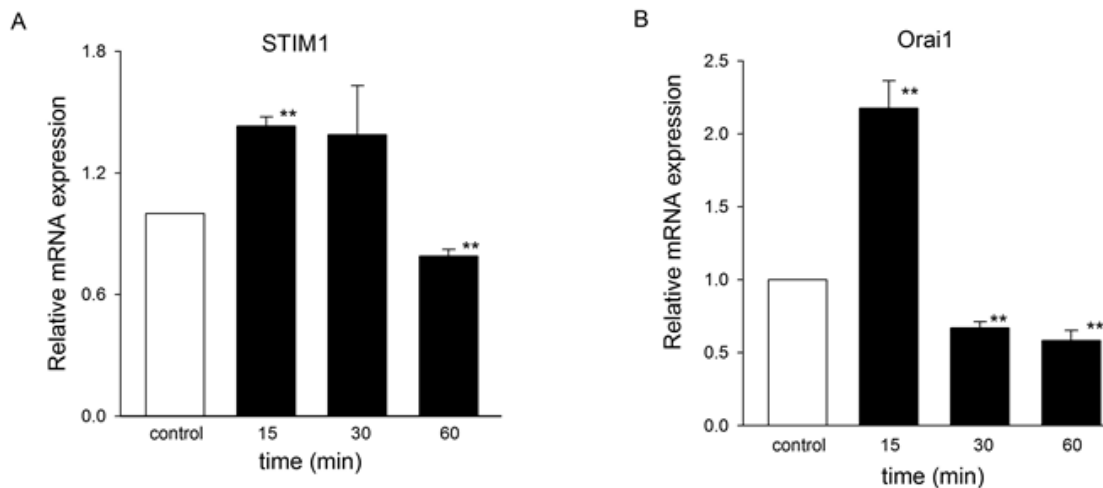 A
STIM1
Relative mRNA expression
1.8
1.2
0.6
0.0
**
**
control 15 30 60
time (min)
B
Orai1
Relative mRNA expression
2.5
2.0
1.5
1.0
0.5
0.0
**
**
**
control 15 30 60
time (min)